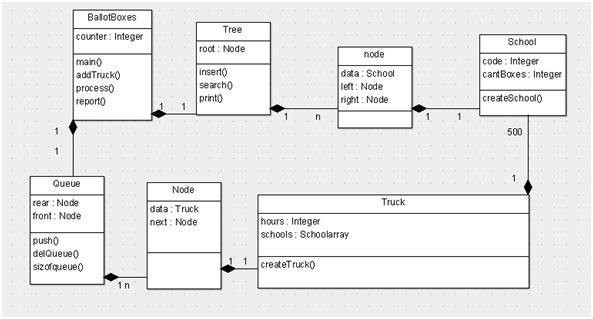 BallotBoxes
counter : Integer
main()
addTruck()
process()
report()
1
1
Tree
root : Node
insert()
search()
print()
1
n
node
data : School
left : Node
right : Node
1
1
School
code : Integer
cantBoxes : Integer
createSchool()
500
1
1
1
Queue
rear : Node
front : Node
push()
delQueue()
sizofqueue()
1 n
Node
data : Truck
next : Node
1
1
Truck
hours : Integer
schools : Schoolarray
createTruck()